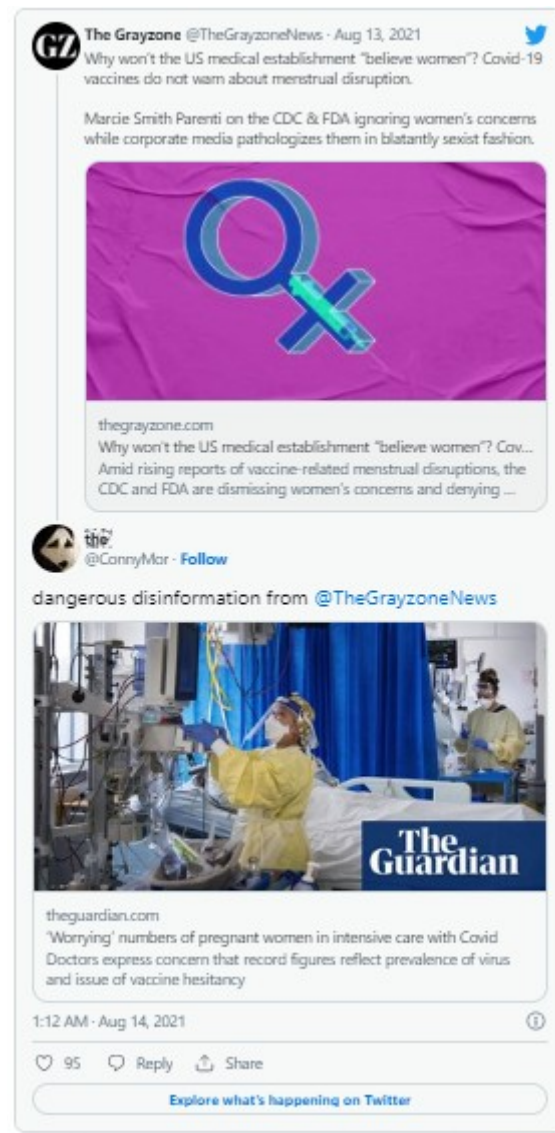 GZ
The Grayzone @TheGrayzoneNews · Aug 13, 2021
Why won't the US medical establishment "believe women"? Covid-19
vaccines do not warn about menstrual disruption.
Marcie Smith Parenti on the CDC & FDA ignoring women's concerns
while corporate media pathologizes them in blatantly sexist fashion.
thegrayzone.com
Why won't the US medical establishment "believe women"? Cov...
Amid rising reports of vaccine-related menstrual disruptions, the
CDC and FDA are dismissing women's concerns and denying ...
the
@ConnyMor · Follow
dangerous disinformation from @TheGrayzoneNews
The
Guardian
theguardian.com
'Worrying' numbers of pregnant women in intensive care with Covid
Doctors express concern that record figures reflect prevalence of virus
and issue of vaccine hesitancy
1:12 AM · Aug 14, 2021
95 Reply Share
Explore what's happening on Twitter